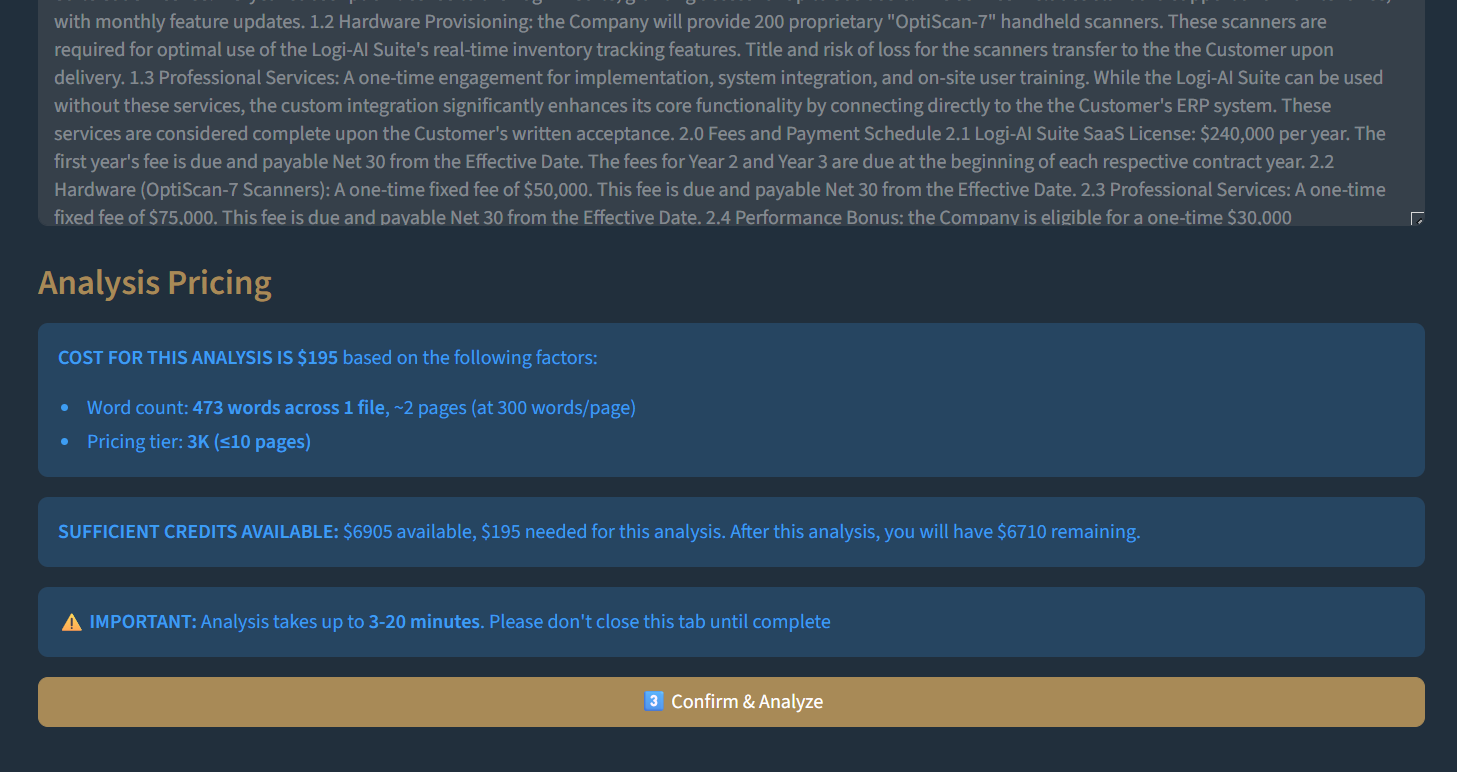 with monthly feature updates. 1.2 Hardware Provisioning: the Company will provide 200 proprietary "OptiScan-7" handheld scanners. These scanners are
required for optimal use of the Logi-AI Suite's real-time inventory tracking features. Title and risk of loss for the scanners transfer to the the Customer upon
delivery. 1.3 Professional Services: A one-time engagement for implementation, system integration, and on-site user training. While the Logi-AI Suite can be used
without these services, the custom integration significantly enhances its core functionality by connecting directly to the the Customer's ERP system. These
services are considered complete upon the Customer's written acceptance. 2.0 Fees and Payment Schedule 2.1 Logi-AI Suite SaaS License: $240,000 per year. The
first year's fee is due and payable Net 30 from the Effective Date. The fees for Year 2 and Year 3 are due at the beginning of each respective contract year. 2.2
Hardware (OptiScan-7 Scanners): A one-time fixed fee of $50,000. This fee is due and payable Net 30 from the Effective Date. 2.3 Professional Services: A one-time
fixed fee of $75,000. This fee is due and payable Net 30 from the Effective Date. 2.4 Performance Bonus: the Company is eligible for a one-time $30,000
Analysis Pricing
COST FOR THIS ANALYSIS IS $195 based on the following factors:
• Word count: 473 words across 1 file, ~2 pages (at 300 words/page)
• Pricing tier: 3K (≤10 pages)
SUFFICIENT CREDITS AVAILABLE: $6905 available, $195 needed for this analysis. After this analysis, you will have $6710 remaining.
⚠️ IMPORTANT: Analysis takes up to 3-20 minutes. Please don't close this tab until complete
3️⃣ Confirm & Analyze